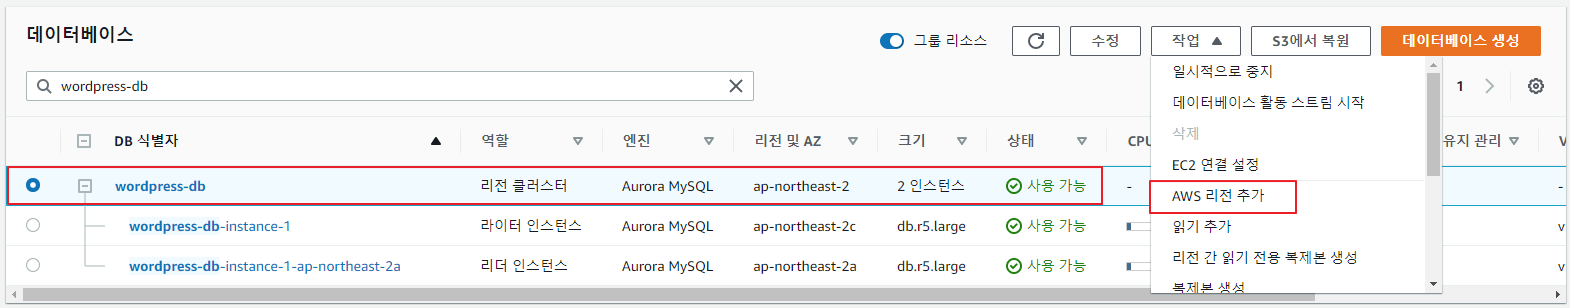 데이터베이스
그룹 리소스
수정
작업
S3에서 복원
데이터베이스 생성
wordpress-db
1
일시적으로 중지
데이터베이스 활동 스트림 시작
삭제
EC2 연결 설정
AWS 리전 추가
읽기 추가
리전 간 읽기 전용 복제본 생성
복제본 생성
DB 식별자 역할 엔진 리전 및 AZ 크기 상태 CPU 유지 관리 V
wordpress-db 리전 클러스터 Aurora MySQL ap-northeast-2 2 인스턴스 사용 가능 - -
wordpress-db-instance-1 라이터 인스턴스 Aurora MySQL ap-northeast-2c db.r5.large 사용 가능 v
wordpress-db-instance-1-ap-northeast-2a 리더 인스턴스 Aurora MySQL ap-northeast-2a db.r5.large 사용 가능 v